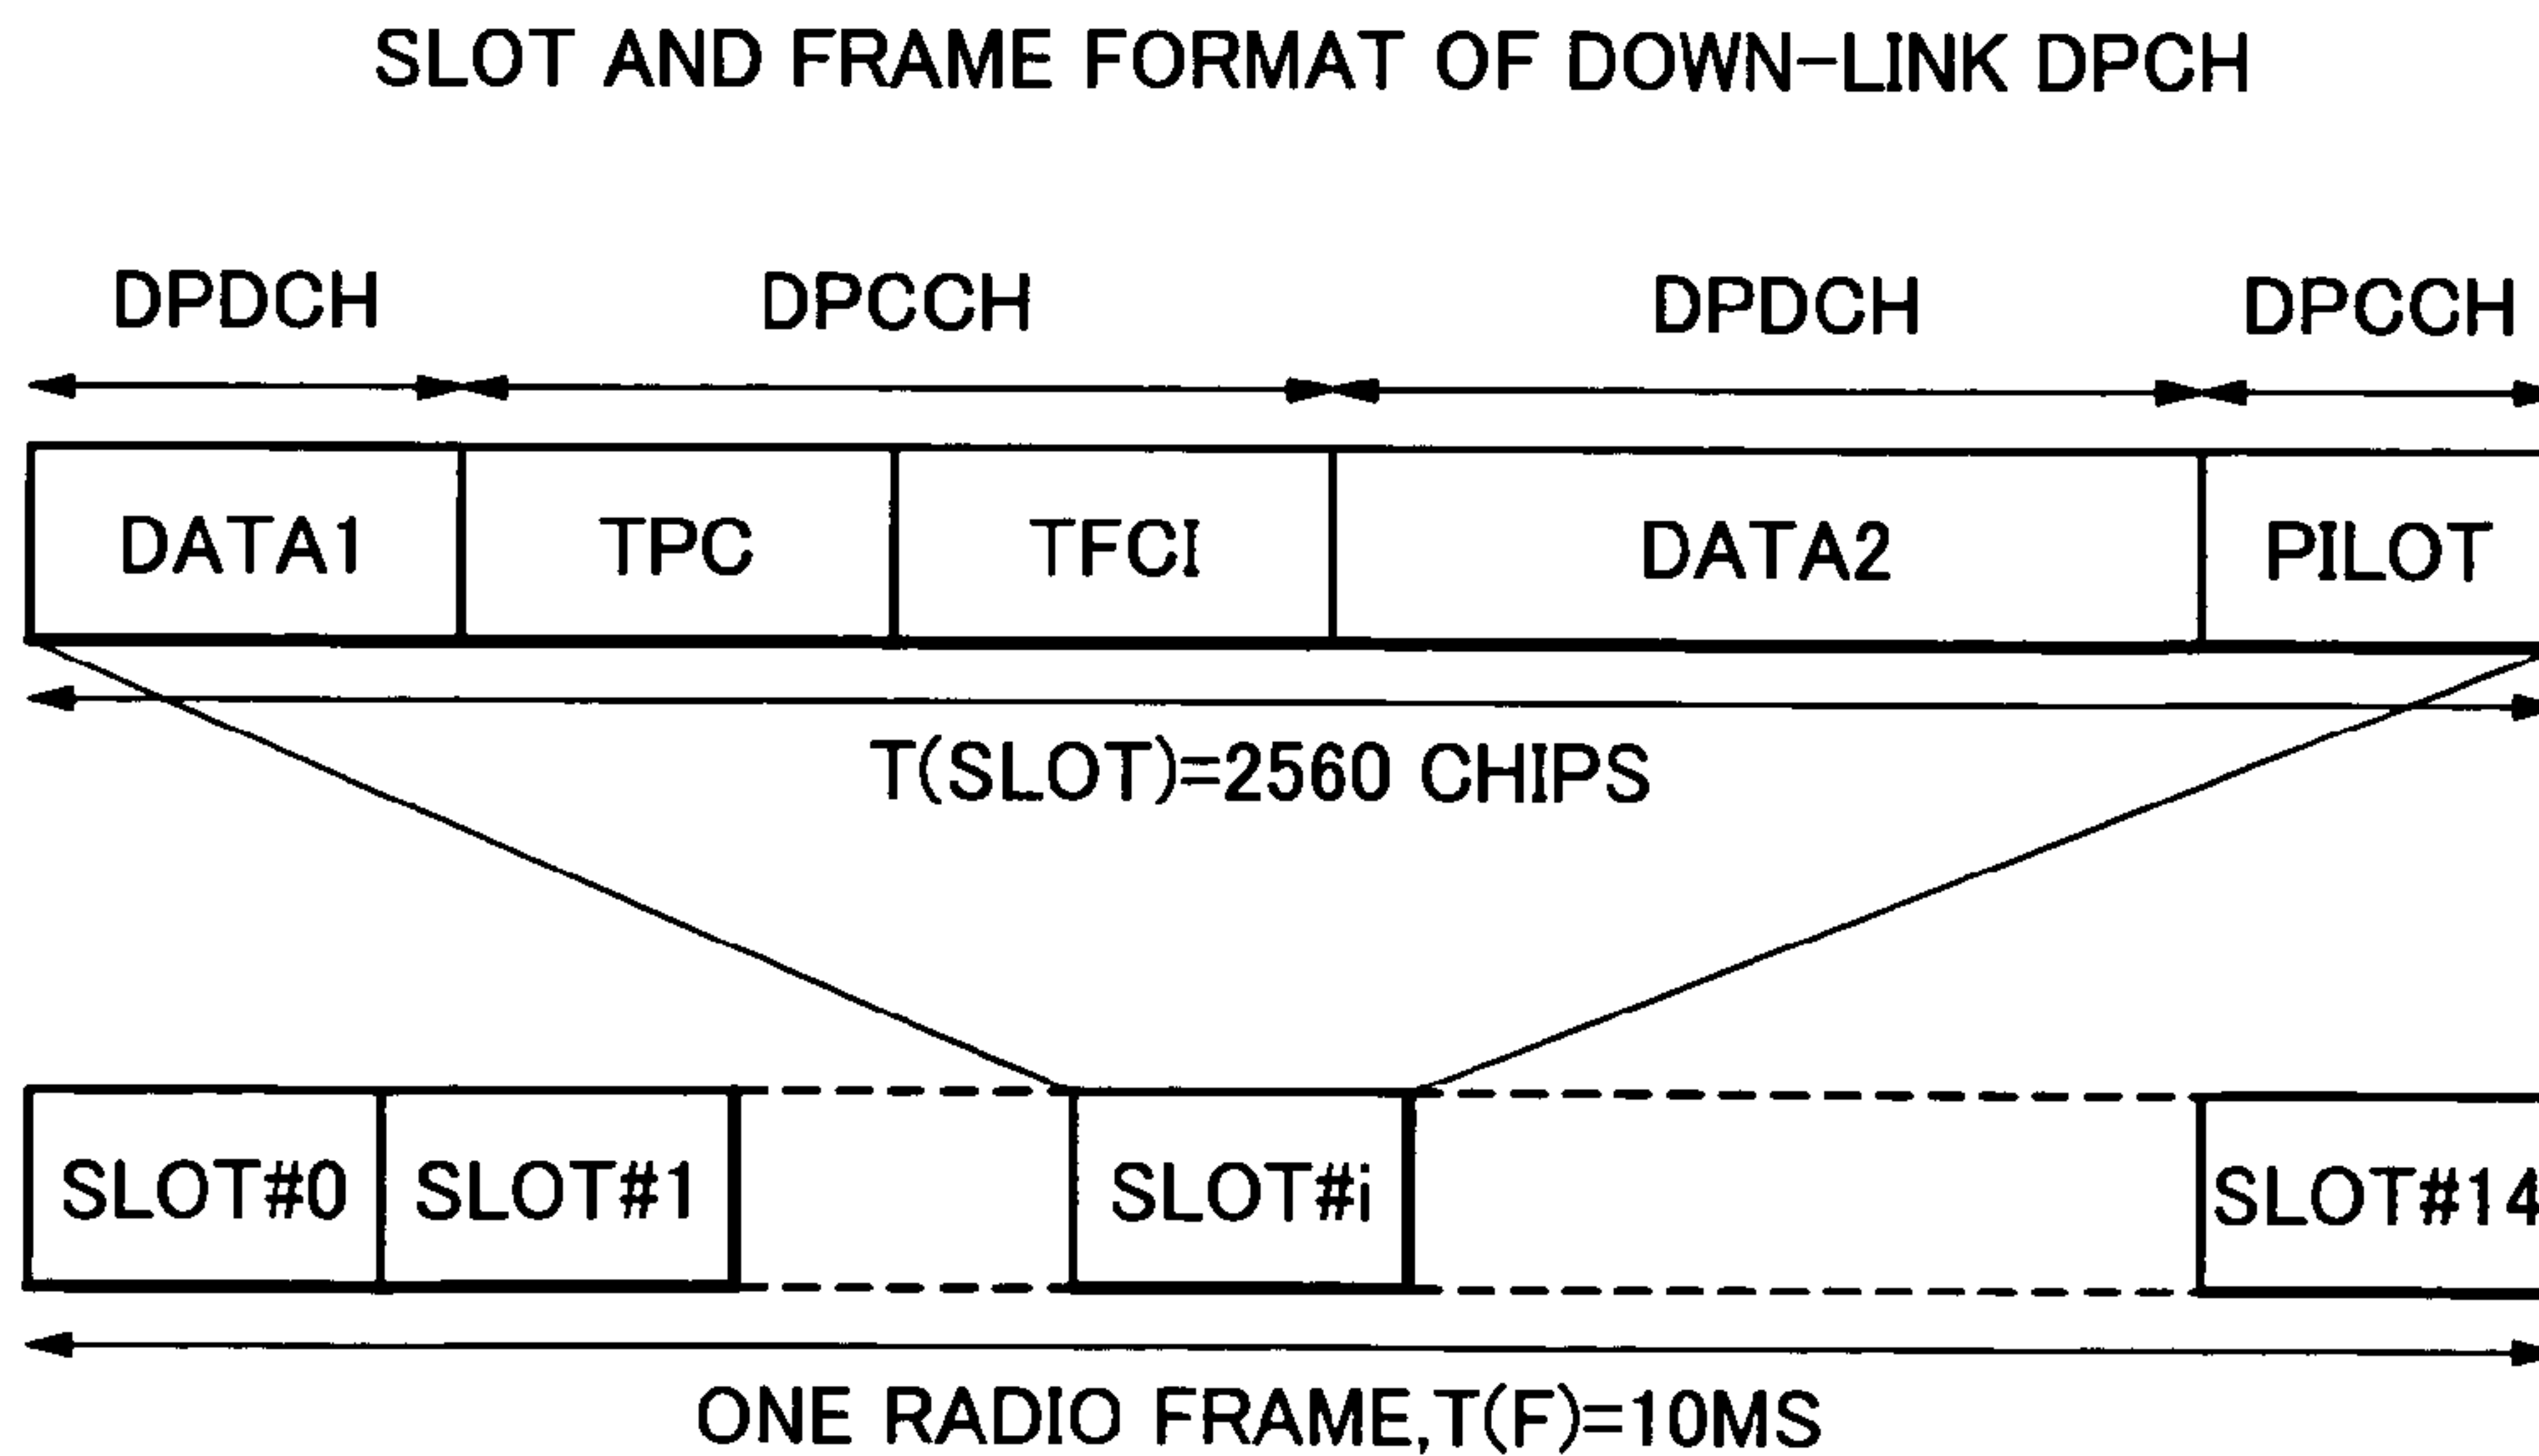 SLOT AND FRAME FORMAT OF DOWN-LINK DPCH
DPDCH DPCCH DPDCH DPCCH
DATA1 TPC TFCI DATA2 PILOT
T(SLOT)=2560 CHIPS
SLOT#0 SLOT#1 SLOT#i SLOT#14
ONE RADIO FRAME,T(F)=10MS